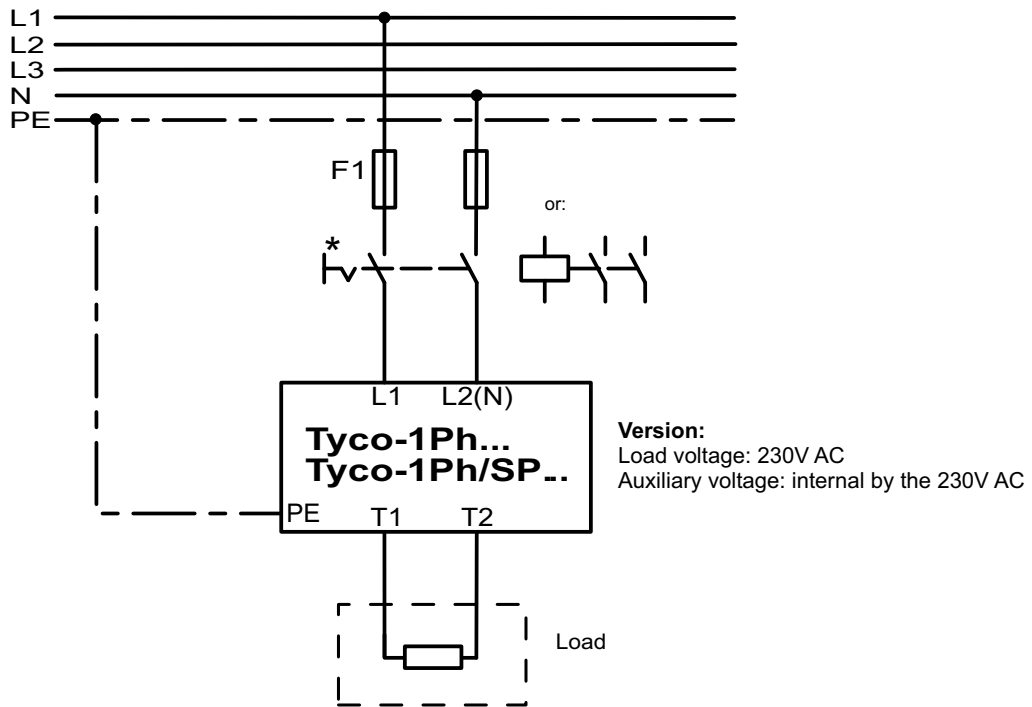 L1
L2
L3
N
PE
F1
or:
*
L1 L2(N)
Tyco-1Ph...
Tyco-1Ph/SP...
PE T1 T2
Version:
Load voltage: 230V AC
Auxiliary voltage: internal by the 230V AC
Load